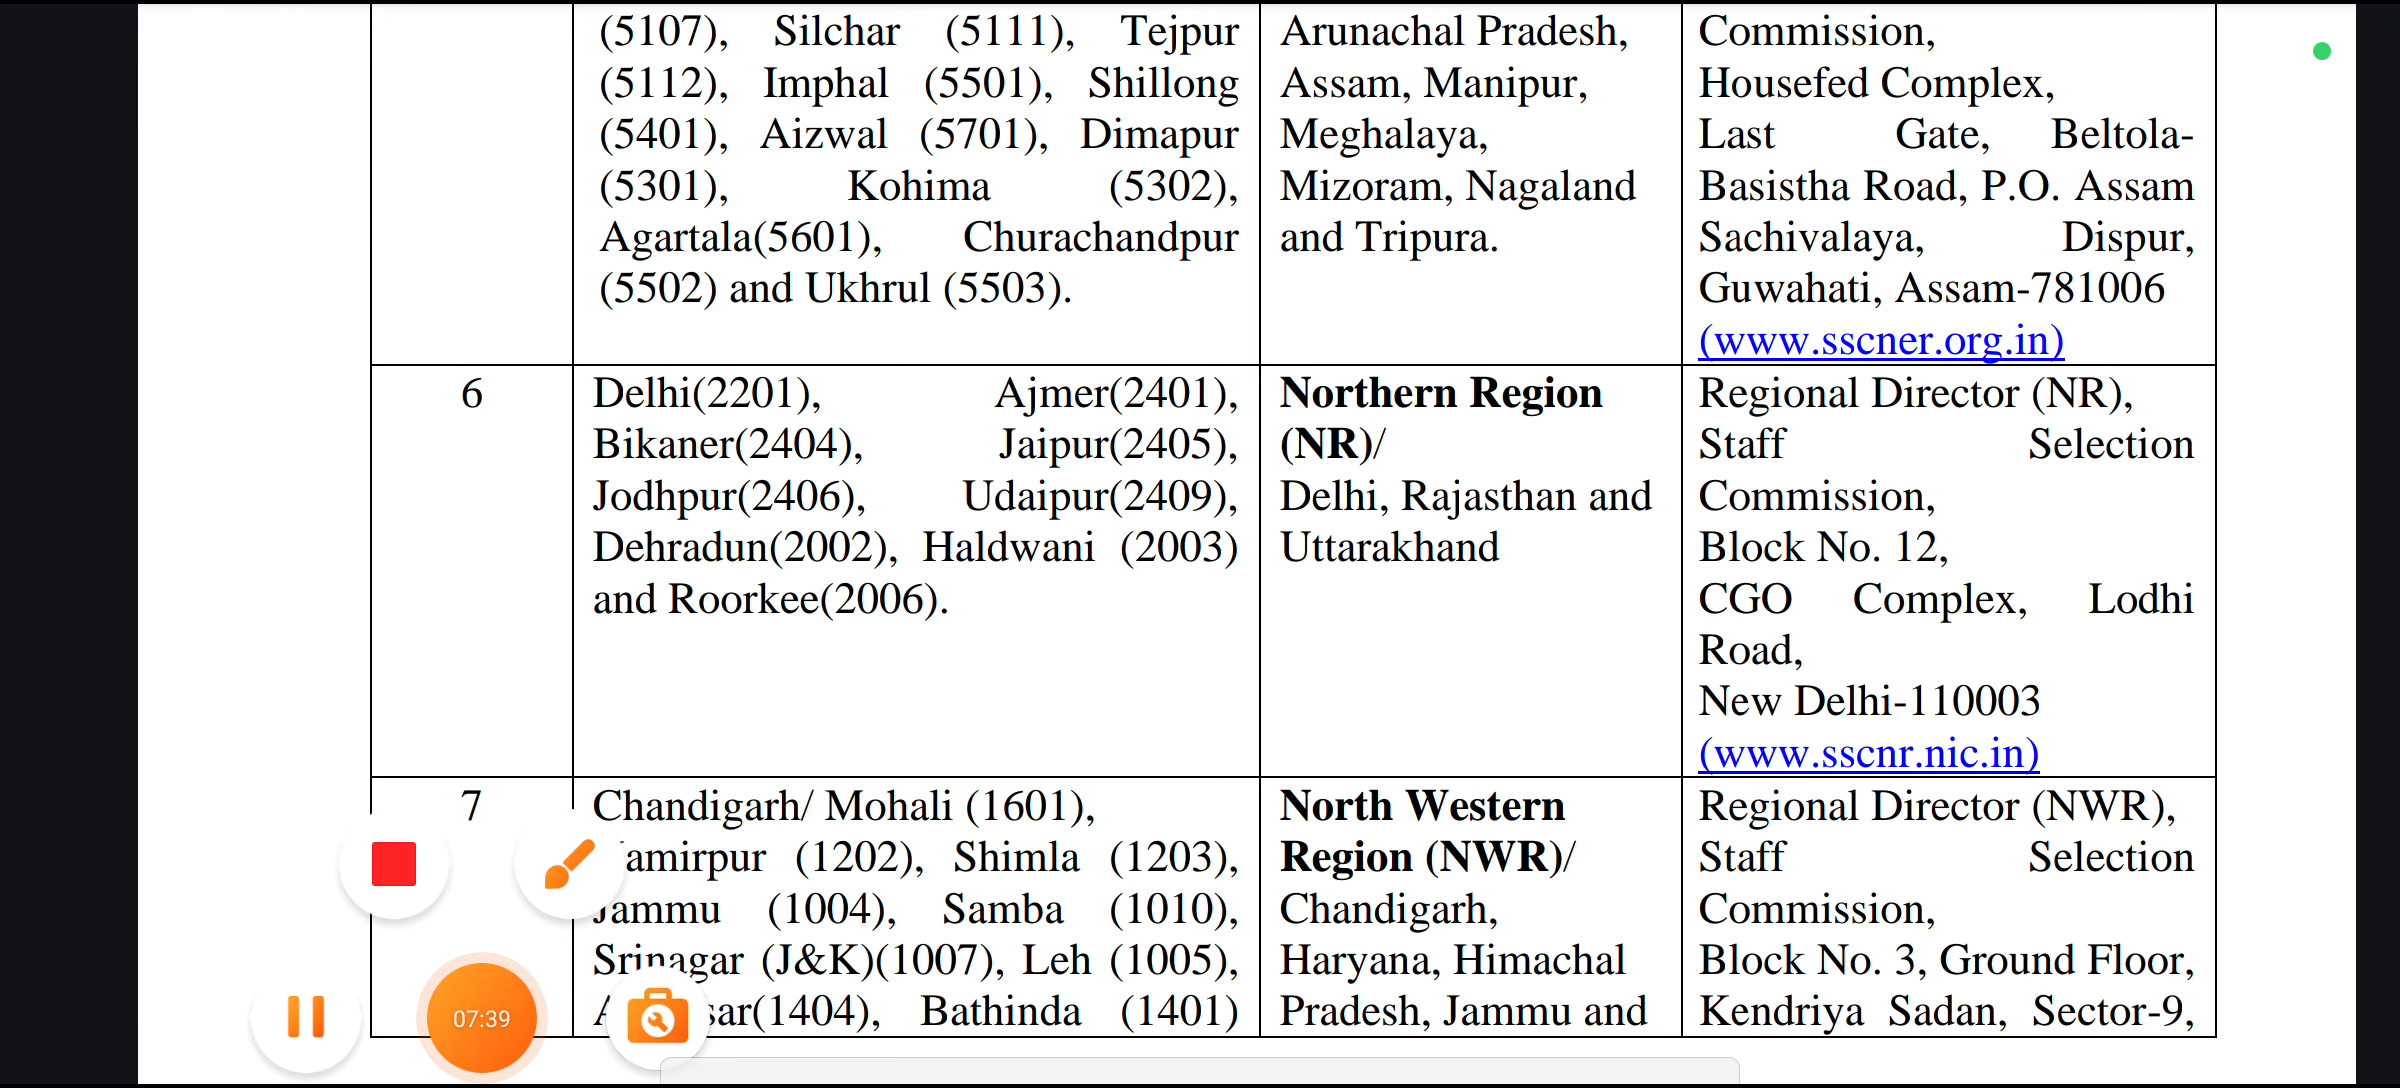 (5107), Silchar (5111), Tejpur
(5112), Imphal (5501), Shillong
(5401), Aizwal (5701), Dimapur
(5301), Kohima (5302),
Agartala(5601), Churachandpur
(5502) and Ukhrul (5503).
Arunachal Pradesh,
Assam, Manipur,
Meghalaya,
Mizoram, Nagaland
and Tripura.
Commission,
Housefed Complex,
Last Gate, Beltola-
Basistha Road, P.O. Assam
Sachivalaya, Dispur,
Guwahati, Assam-781006
(www.sscner.org.in)
6
Delhi(2201), Ajmer(2401),
Bikaner(2404), Jaipur(2405),
Jodhpur(2406), Udaipur(2409),
Dehradun(2002), Haldwani (2003)
and Roorkee(2006).
Northern Region
(NR)/
Delhi, Rajasthan and
Uttarakhand
Regional Director (NR),
Staff Selection
Commission,
Block No. 12,
CGO Complex, Lodhi
Road,
New Delhi-110003
(www.sscnr.nic.in)
7
Chandigarh/ Mohali (1601),
amirpur (1202), Shimla (1203),
Jammu (1004), Samba (1010),
Srinagar (J&K)(1007), Leh (1005),
sar(1404), Bathinda (1401)
North Western
Region (NWR)/
Chandigarh,
Haryana, Himachal
Pradesh, Jammu and
Regional Director (NWR),
Staff Selection
Commission,
Block No. 3, Ground Floor,
Kendriya Sadan, Sector-9,
07:39